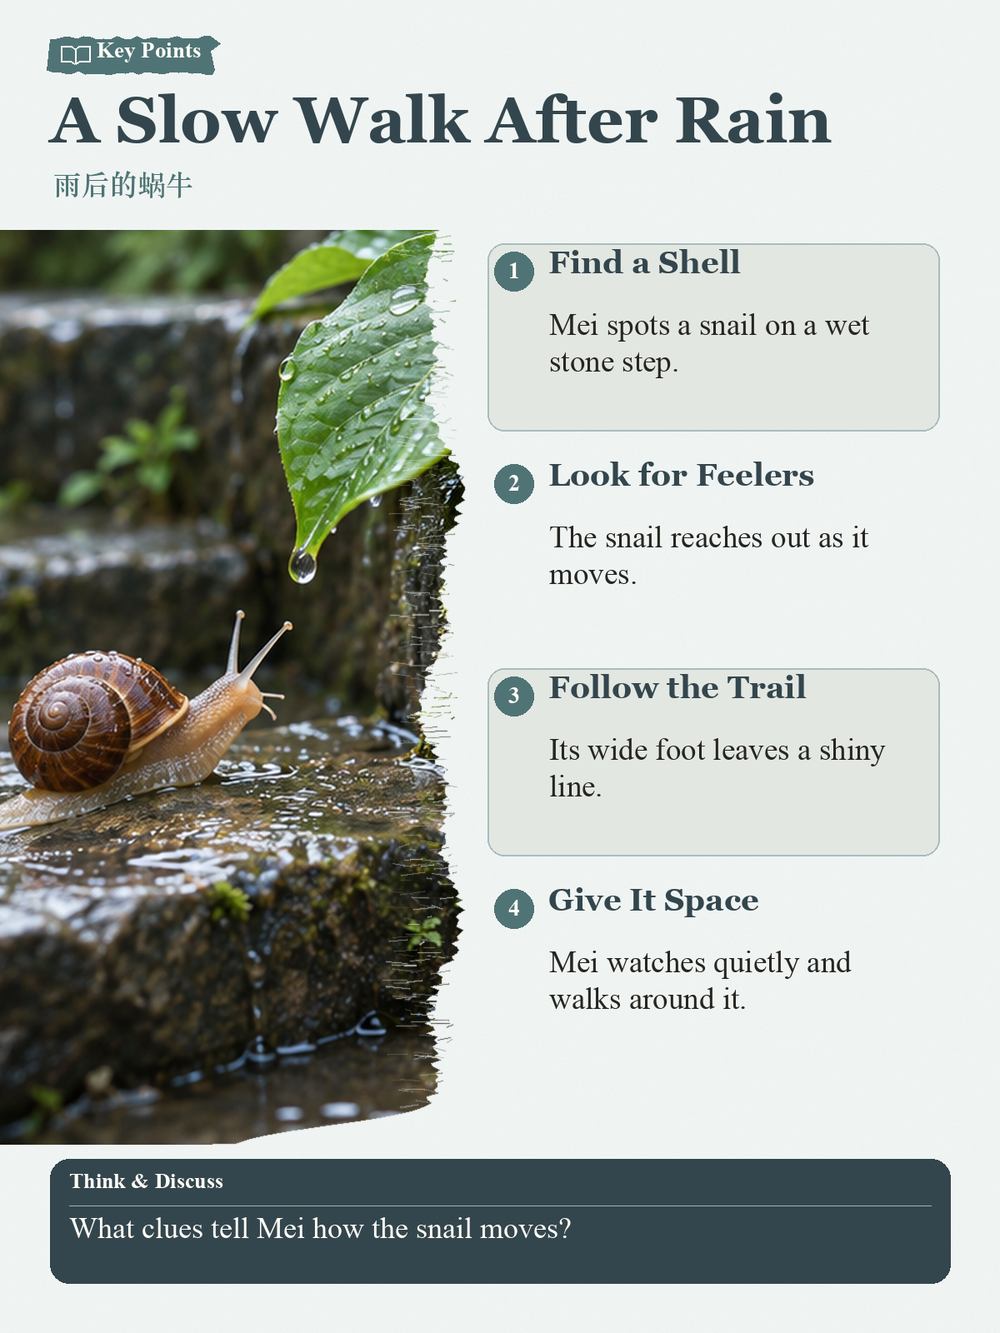 Key Points
A Slow Walk After Rain
雨后的蜗牛
1 Find a Shell
Mei spots a snail on a wet
stone step.
2 Look for Feelers
The snail reaches out as it
moves.
3 Follow the Trail
Its wide foot leaves a shiny
line.
4 Give It Space
Mei watches quietly and
walks around it.
Think & Discuss
What clues tell Mei how the snail moves?